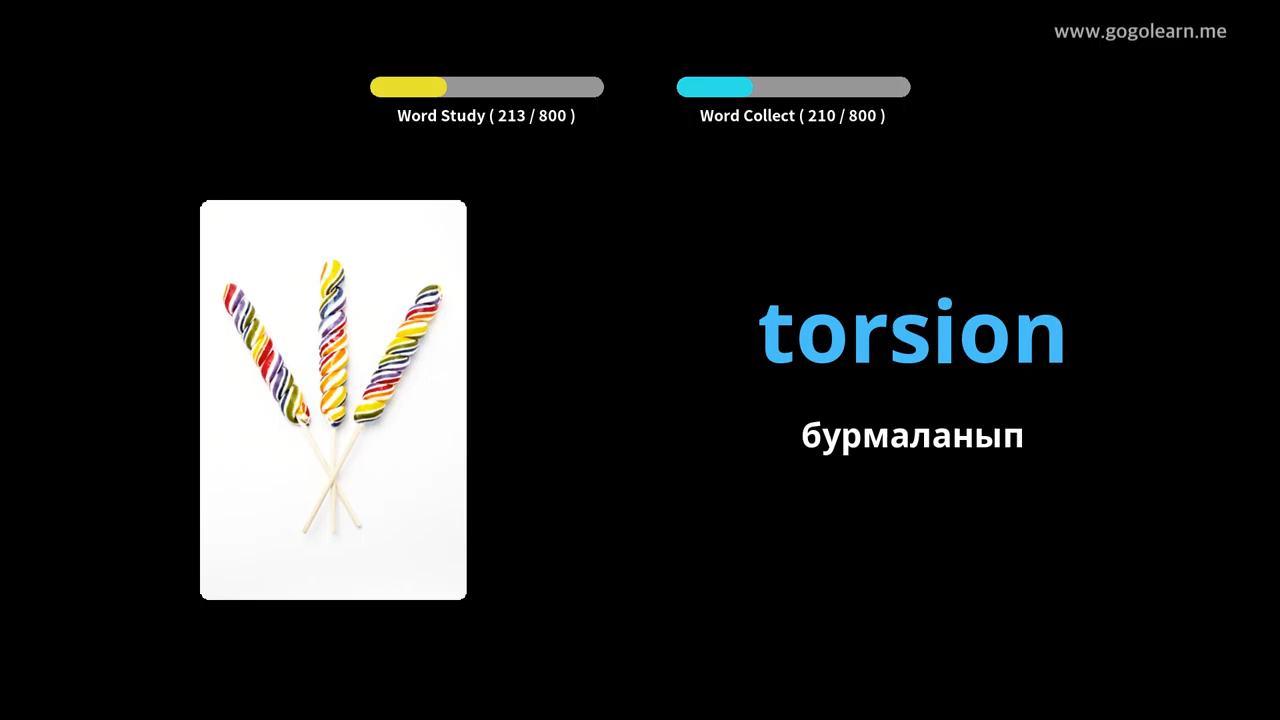 www.gogolearn.me
Word Study ( 213 / 800 )
Word Collect ( 210 / 800 )
torsion
бурмаланып